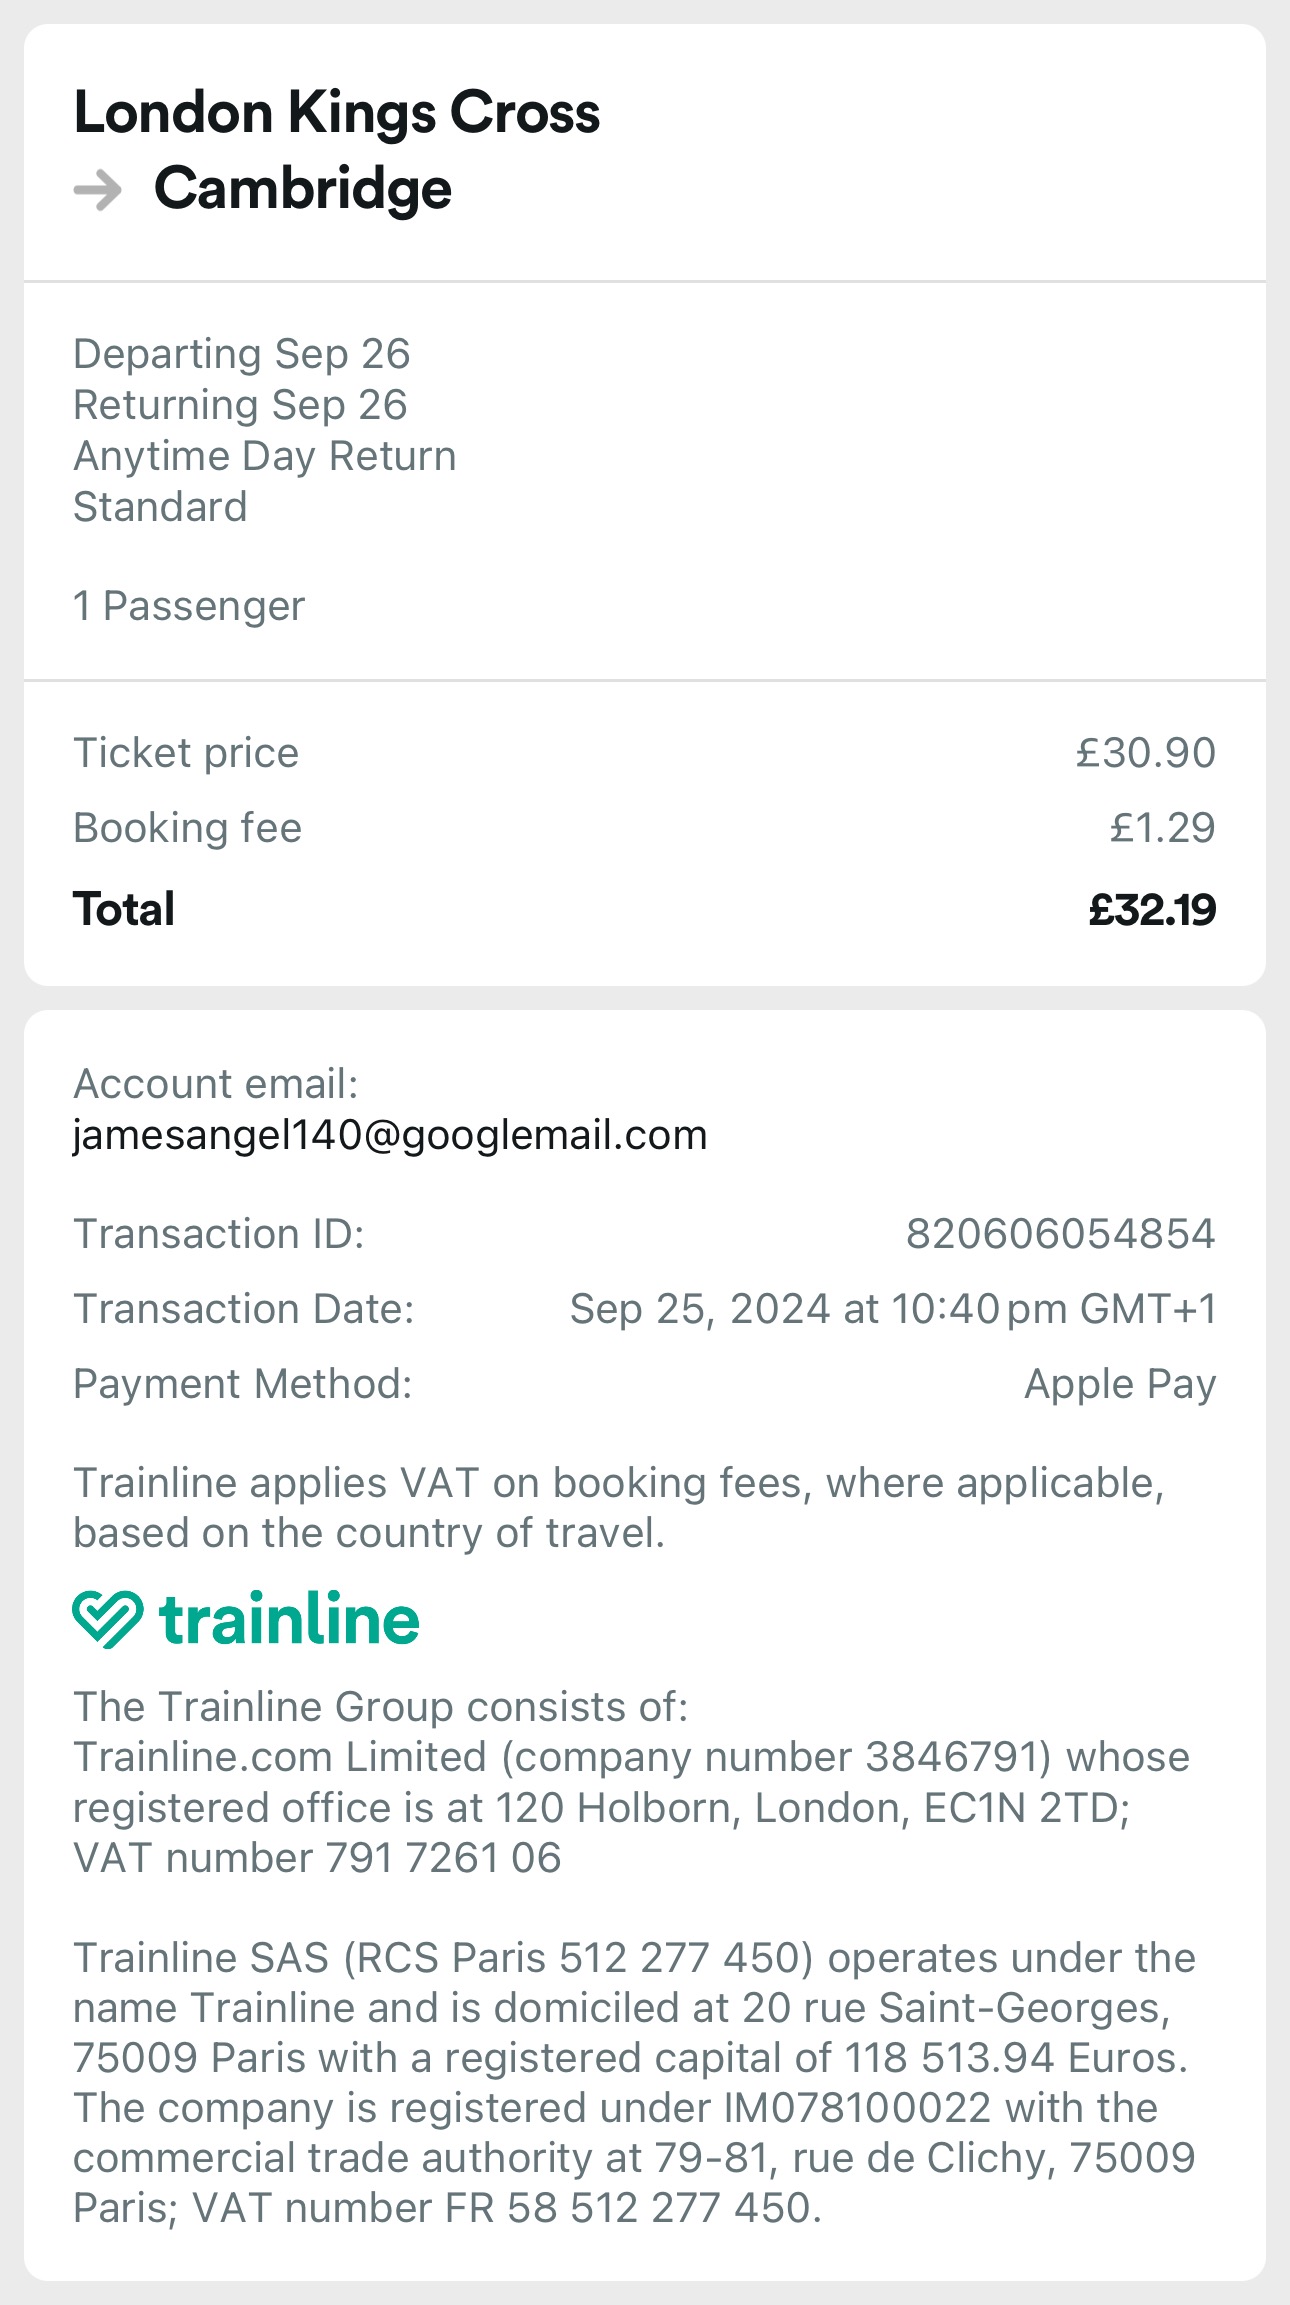 London Kings Cross
→ Cambridge
Departing Sep 26
Returning Sep 26
Anytime Day Return
Standard
1 Passenger
Ticket price £30.90
Booking fee £1.29
Total £32.19
Account email:
jamesangel140@googlemail.com
Transaction ID: 820606054854
Transaction Date: Sep 25, 2024 at 10:40 pm GMT+1
Payment Method: Apple Pay
Trainline applies VAT on booking fees, where applicable,
based on the country of travel.
trainline
The Trainline Group consists of:
Trainline.com Limited (company number 3846791) whose
registered office is at 120 Holborn, London, EC1N 2TD;
VAT number 791 7261 06
Trainline SAS (RCS Paris 512 277 450) operates under the
name Trainline and is domiciled at 20 rue Saint-Georges,
75009 Paris with a registered capital of 118 513.94 Euros.
The company is registered under IM078100022 with the
commercial trade authority at 79-81, rue de Clichy, 75009
Paris; VAT number FR 58 512 277 450.